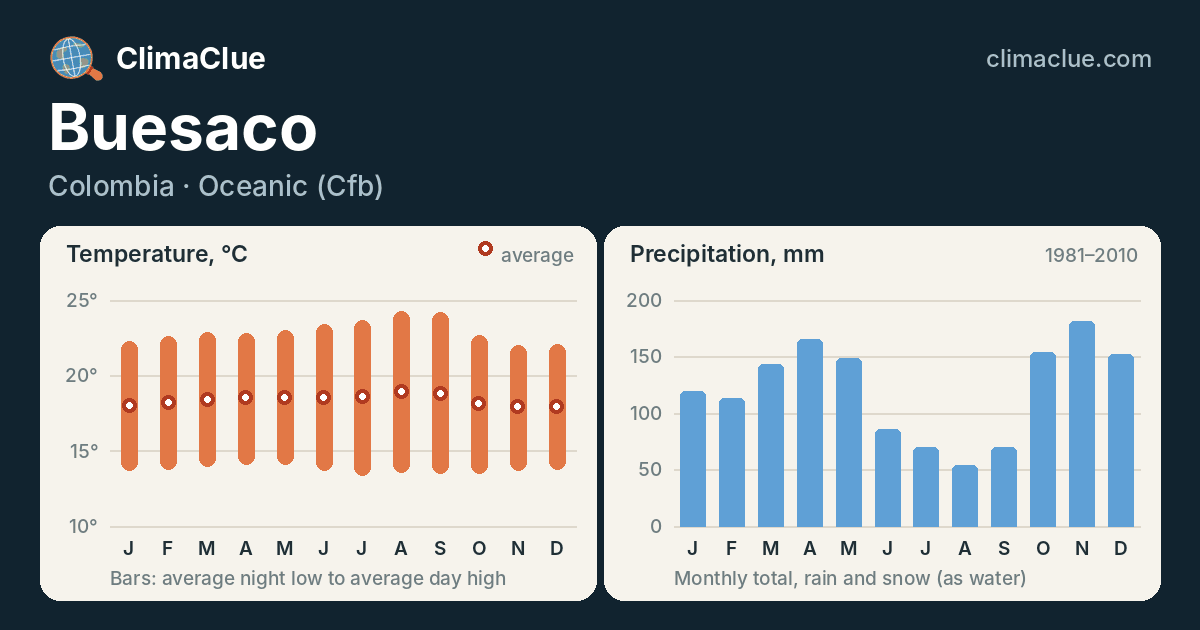 ClimaClue
climaclue.com
Buesaco
Colombia · Oceanic (Cfb)
Temperature, °C
average
25°
20°
15°
10°
J F M A M J J A S O N D
Bars: average night low to average day high
Precipitation, mm
1981–2010
200
150
100
50
0
J F M A M J J A S O N D
Monthly total, rain and snow (as water)